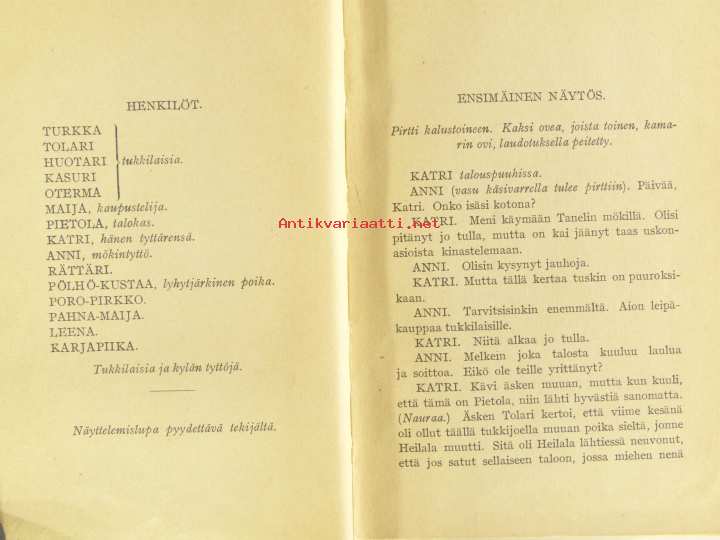 HENKILÖT.
TURKKA
TOLARI
HUOTARI tukkilaisia.
KASURI
OTERMA
MAIJA, kaupustelija.
PIETOLA, talokas.
KATRI, hänen tyttärensä.
ANNI, mökintyttö.
RÄTTÄRI.
PÖLHÖ-KUSTAA, lyhytjärkinen poika.
PORO-PIRKKO.
PAHNA-MAIJA.
LEENA.
KARJAPIIKA.
Tukkilaisia ja kylän tyttöjä.
Näyttelemislupa pyydettävä tekijältä.
Antikvariaatti.net
ENSIMÄINEN NÄYTÖS.
Pirtti kalustoineen. Kaksi ovea, joista toinen, kama-
rin ovi, laudotuksella peitetty.
KATRI talouspuuhissa.
ANNI (vasu käsivarrella tulee pirttiin). Päivää,
Katri. Onko isäsi kotona?
KATRI. Meni käymään Tanelin mökillä. Olisi
pitänyt jo tulla, mutta on kai jäänyt taas uskon-
asioista kinastelemaan.
ANNI. Olisin kysynyt jauhoja.
KATRI. Mutta tällä kertaa tuskin on puuroksi-
kaan.
ANNI. Tarvitsisinkin enemmältä. Aion leipä-
kauppaa tukkilaisille.
KATRI. Niitä alkaa jo tulla.
ANNI. Melkein joka talosta kuuluu laulua
ja soittoa. Eikö ole teille yrittänyt?
KATRI. Kävi äsken muuan, mutta kun kuuli,
että tämä on Pietola, niin lähti hyvästiä sanomatta.
(Nauraa.) Äsken Tolari kertoi, että viime kesänä
oli ollut täällä tukkijoella muuan poika sieltä, jonne
Heilala muutti. Sitä oli Heilala lähtiessä neuvonut,
että jos satut sellaiseen taloon, jossa miehen nenä